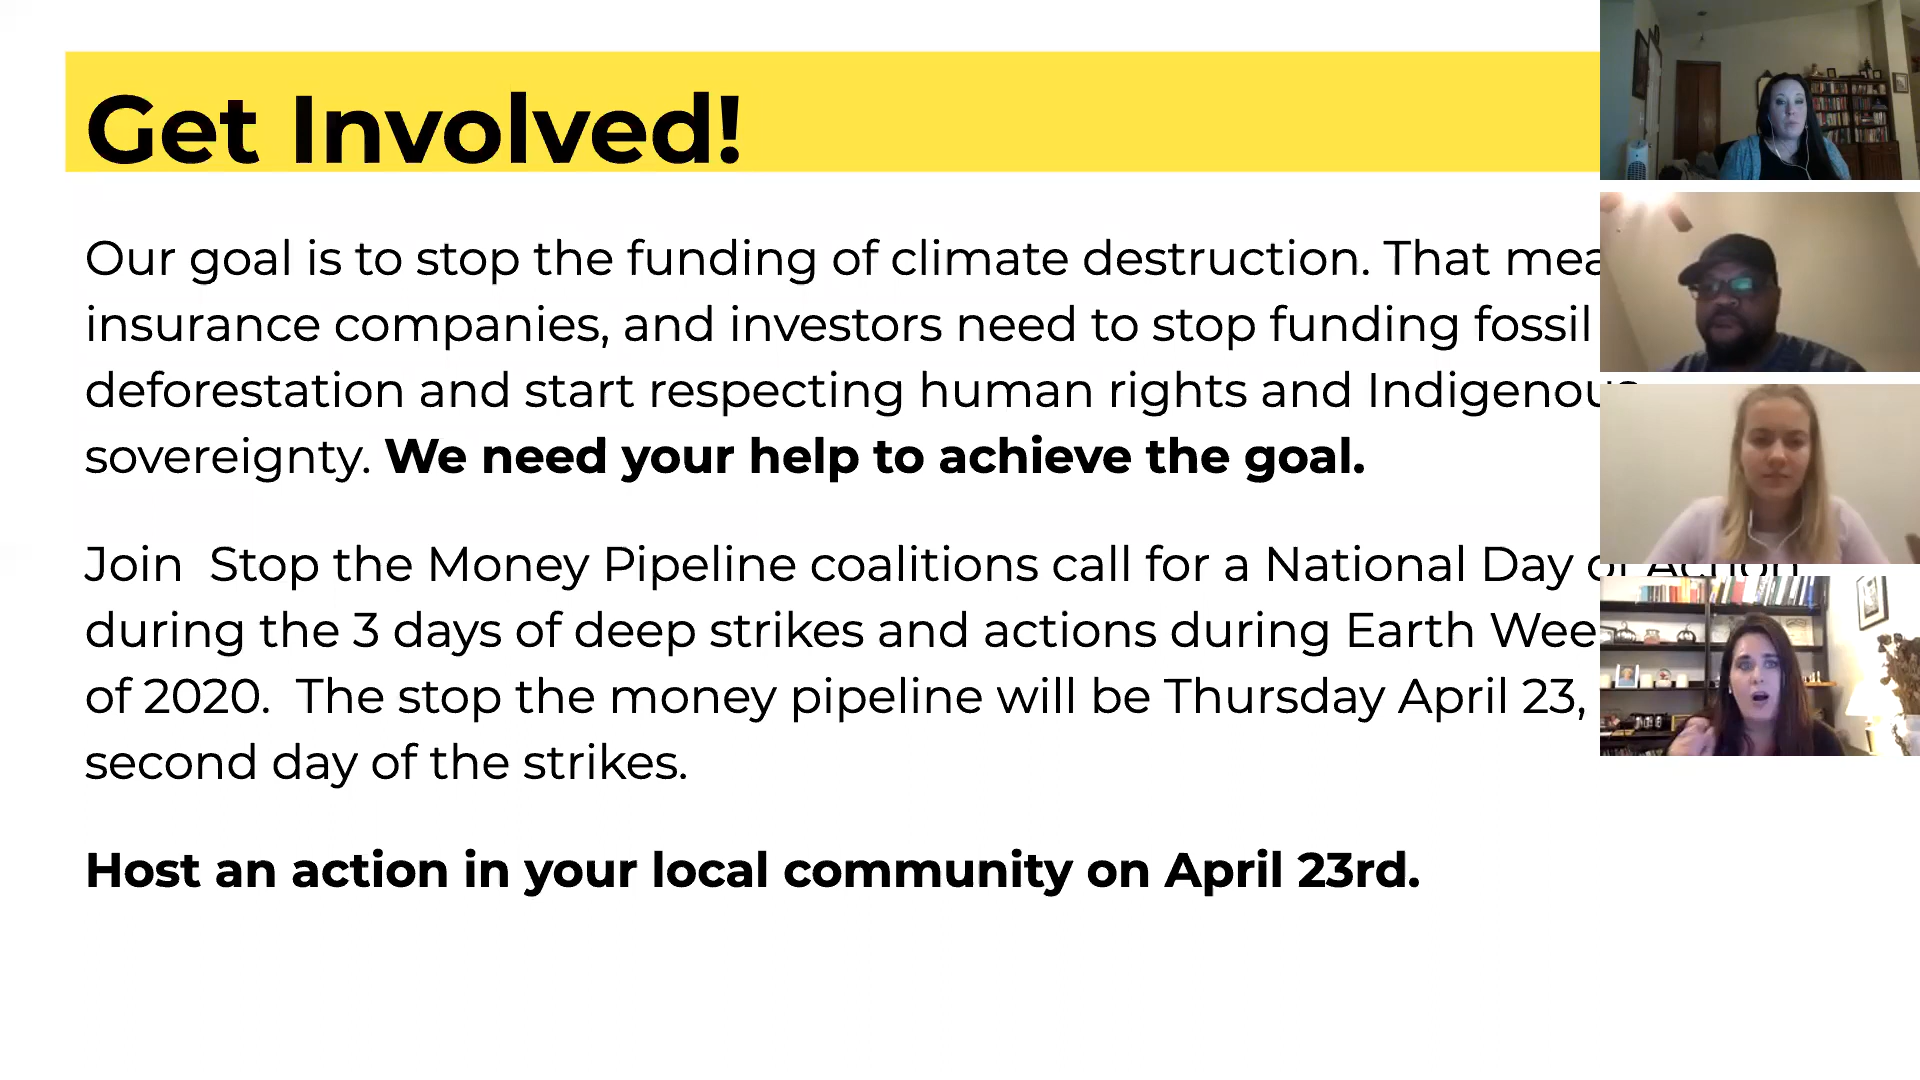 Get Involved!
Our goal is to stop the funding of climate destruction. That
insurance companies, and investors need to stop funding fossil
deforestation and start respecting human rights and Indigenous
sovereignty. We need your help to achieve the goal.
Join Stop the Money Pipeline coalitions call for a National Day of Action
during the 3 days of deep strikes and actions during Earth
of 2020. The stop the money pipeline will be Thursday April 23,
second day of the strikes.
Host an action in your local community on April 23rd.